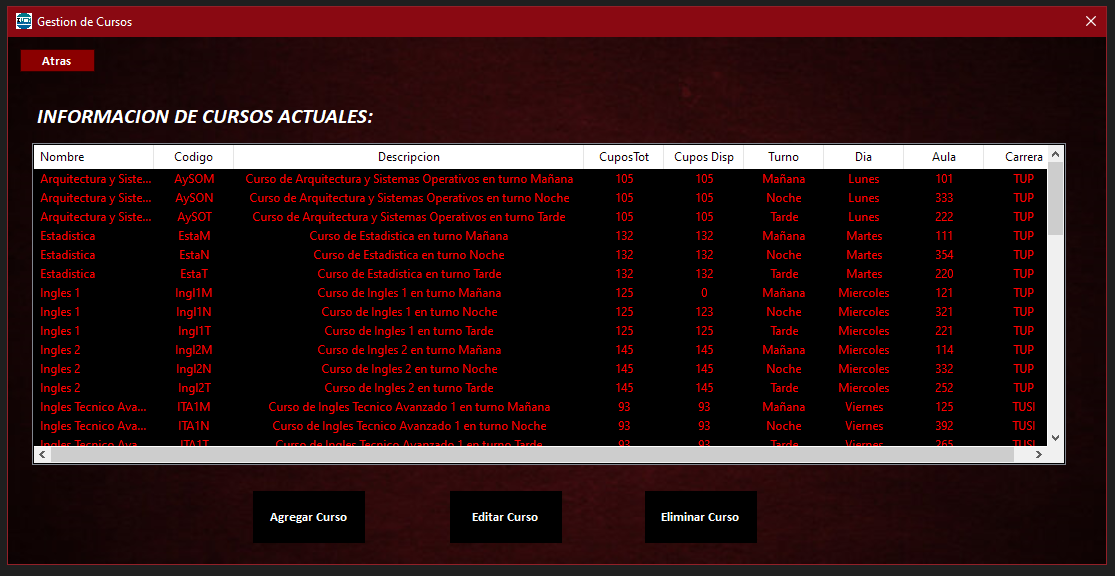 Gestion de Cursos
Atras
INFORMACION DE CURSOS ACTUALES:
Nombre Codigo Descripcion CuposTot Cupos Disp Turno Dia Aula Carrera
Arquitectura y Siste... AySOM Curso de Arquitectura y Sistemas Operativos en turno Mañana 105 105 Mañana Lunes 101 TUP
Arquitectura y Siste... AySON Curso de Arquitectura y Sistemas Operativos en turno Noche 105 105 Noche Lunes 333 TUP
Arquitectura y Siste... AySOT Curso de Arquitectura y Sistemas Operativos en turno Tarde 105 105 Tarde Lunes 222 TUP
Estadistica EstaM Curso de Estadistica en turno Mañana 132 132 Mañana Martes 111 TUP
Estadistica EstaN Curso de Estadistica en turno Noche 132 132 Noche Martes 354 TUP
Estadistica EstaT Curso de Estadistica en turno Tarde 132 132 Tarde Martes 220 TUP
Ingles 1 Ingl1M Curso de Ingles 1 en turno Mañana 125 0 Mañana Miercoles 121 TUP
Ingles 1 Ingl1N Curso de Ingles 1 en turno Noche 125 123 Noche Miercoles 321 TUP
Ingles 1 Ingl1T Curso de Ingles 1 en turno Tarde 125 125 Tarde Miercoles 221 TUP
Ingles 2 Ingl2M Curso de Ingles 2 en turno Mañana 145 145 Mañana Miercoles 114 TUP
Ingles 2 Ingl2N Curso de Ingles 2 en turno Noche 145 145 Noche Miercoles 332 TUP
Ingles 2 Ingl2T Curso de Ingles 2 en turno Tarde 145 145 Tarde Miercoles 252 TUP
Ingles Tecnico Ava... ITA1M Curso de Ingles Tecnico Avanzado 1 en turno Mañana 93 93 Mañana Viernes 125 TUSI
Ingles Tecnico Ava... ITA1N Curso de Ingles Tecnico Avanzado 1 en turno Noche 93 93 Noche Viernes 392 TUSI
Ingles Tecnico Ava... ITA1T Curso de Ingles Tecnico Avanzado 1 en turno Tarde 93 93 Tarde Viernes 265 TUSI
Agregar Curso Editar Curso Eliminar Curso